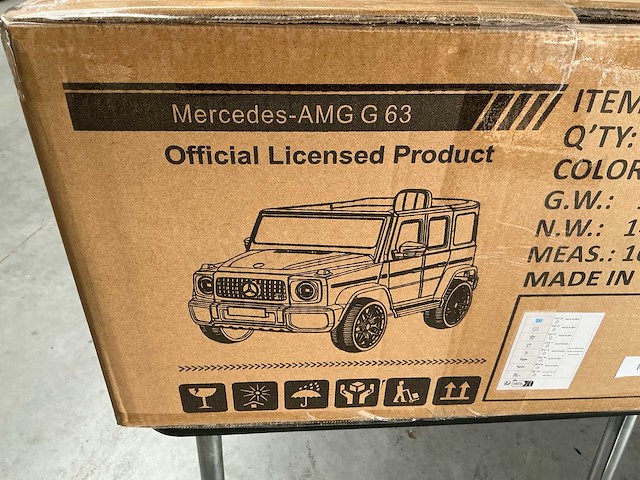 Mercedes-AMG G 63
Official Licensed Product
ITEM
Q'TY:
COLOR
G.W.:
N.W.:
MEAS.:
MADE IN